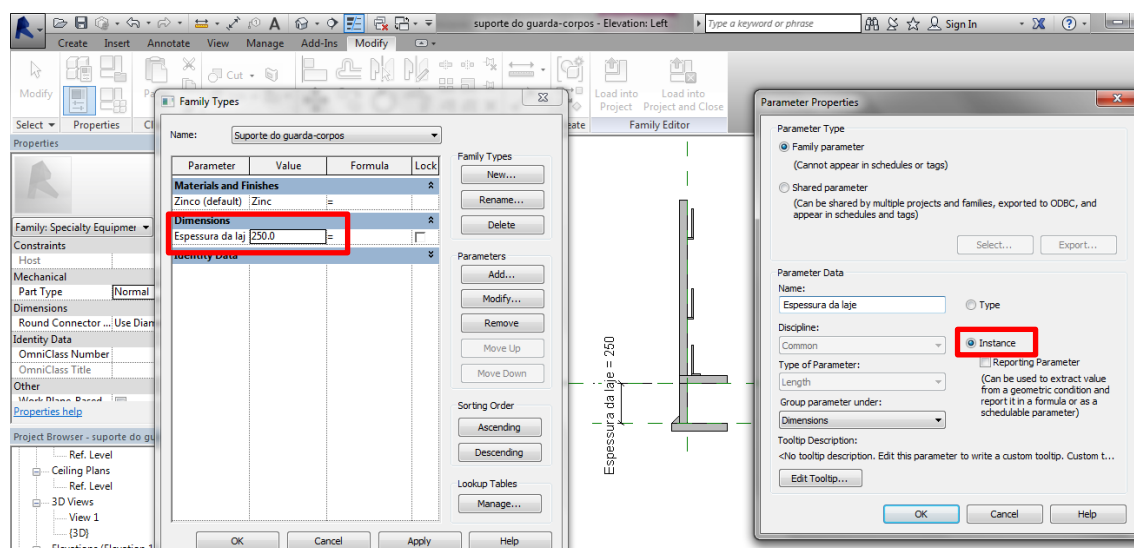 suporte do guarda-corpos - Elevation: Left
Type a keyword or phrase
Sign In
Create Insert Annotate View Manage Add-Ins Modify
Modify
Cut
Load into Project
Load into Project and Close
Select Properties
Family Editor
Properties
Family: Specialty Equipmer
Constraints
Host
Mechanical
Part Type Normal
Dimensions
Round Connector ... Use Diam
Identity Data
OmniClass Number
OmniClass Title
Other
Work Plane-Based
Properties help
Project Browser - suporte do gu
Ref. Level
Ceiling Plans
Ref. Level
3D Views
View 1
{3D}
Elevations (Elevation 1
Family Types
Name: Suporte do guarda-corpos
Parameter Value Formula Lock
Materials and Finishes
Zinco (default) Zinc =
Dimensions
Espessura da laj 250.0 =
Identity Data
Family Types
New...
Rename...
Delete
Parameters
Add...
Modify...
Remove
Move Up
Move Down
Sorting Order
Ascending
Descending
Lookup Tables
Manage...
OK Cancel Apply Help
Espessura da laje = 250
Parameter Properties
Parameter Type
Family parameter
(Cannot appear in schedules or tags)
Shared parameter
(Can be shared by multiple projects and families, exported to ODBC, and
appear in schedules and tags)
Select... Export...
Parameter Data
Name:
Espessura da laje
Type
Discipline:
Common
Instance
Type of Parameter:
Length
Reporting Parameter
(Can be used to extract value
from a geometric condition and
report it in a formula or as a
schedulable parameter)
Group parameter under:
Dimensions
Tooltip Description:
<No tooltip description. Edit this parameter to write a custom tooltip. Custom t...
Edit Tooltip...
OK Cancel Help